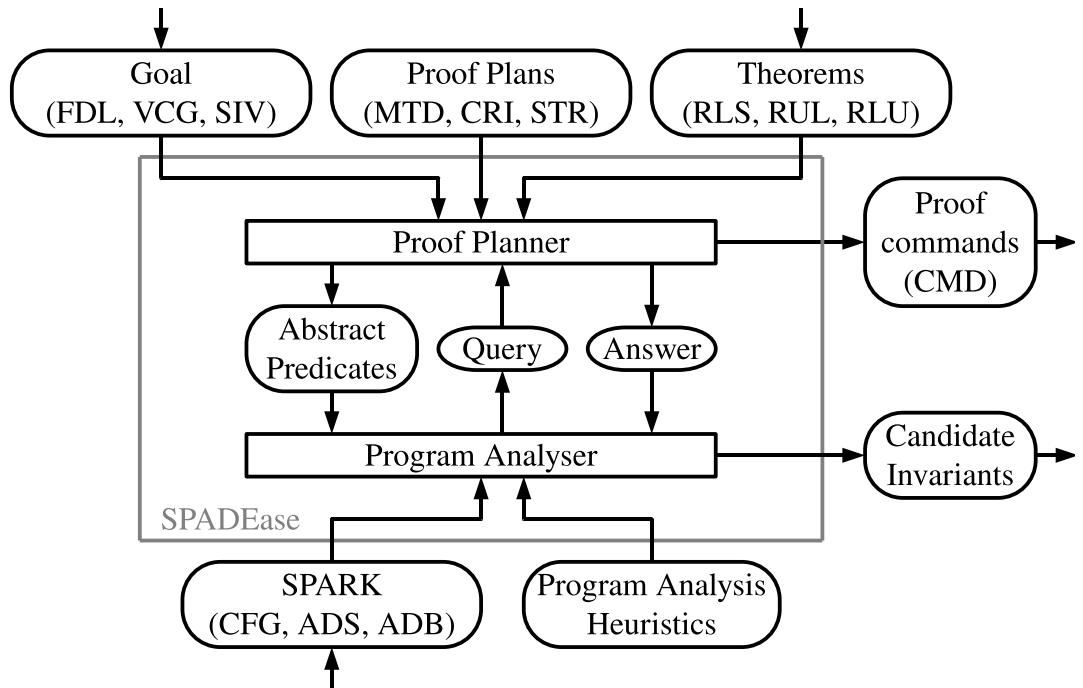 Goal
(FDL, VCG, SIV)
Proof Plans
(MTD, CRI, STR)
Theorems
(RLS, RUL, RLU)
Proof Planner
Proof
commands
(CMD)
Abstract
Predicates
Query
Answer
Program Analyser
Candidate
Invariants
SPADEase
SPARK
(CFG, ADS, ADB)
Program Analysis
Heuristics